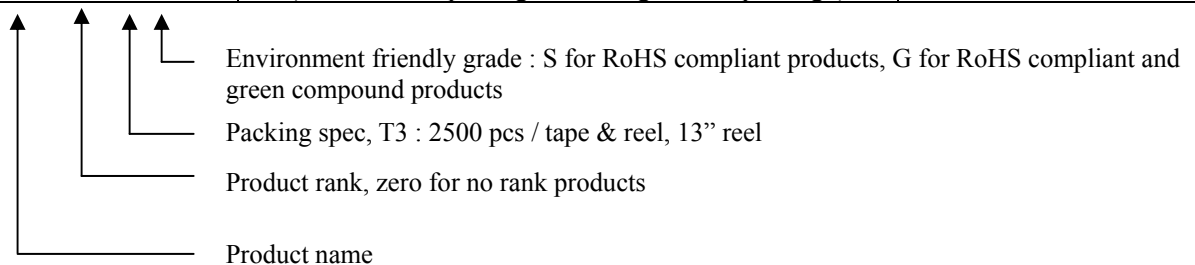 Environment friendly grade : S for RoHS compliant products, G for RoHS compliant and
green compound products
Packing spec, T3 : 2500 pcs / tape & reel, 13” reel
Product rank, zero for no rank products
Product name